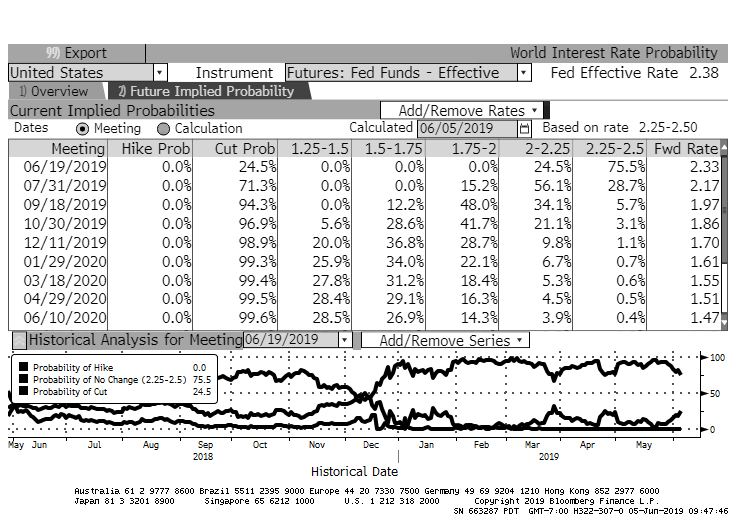 99) Export World Interest Rate Probability
United States Instrument Futures: Fed Funds - Effective Fed Effective Rate 2.38
1) Overview 2) Future Implied Probability
Current Implied Probabilities Add/Remove Rates
Dates Meeting Calculation Calculated 06/05/2019 Based on rate 2.25-2.50
Meeting Hike Prob Cut Prob 1.25-1.5 1.5-1.75 1.75-2 2-2.25 2.25-2.5 Fwd Rate
06/19/2019 0.0% 24.5% 0.0% 0.0% 0.0% 24.5% 75.5% 2.33
07/31/2019 0.0% 71.3% 0.0% 0.0% 15.2% 56.1% 28.7% 2.17
09/18/2019 0.0% 94.3% 0.0% 12.2% 48.0% 34.1% 5.7% 1.97
10/30/2019 0.0% 96.9% 5.6% 28.6% 41.7% 21.1% 3.1% 1.86
12/11/2019 0.0% 98.9% 20.0% 36.8% 28.7% 9.8% 1.1% 1.70
01/29/2020 0.0% 99.3% 25.9% 34.0% 22.1% 6.7% 0.7% 1.61
03/18/2020 0.0% 99.4% 27.8% 31.2% 18.4% 5.3% 0.6% 1.55
04/29/2020 0.0% 99.5% 28.4% 29.1% 16.3% 4.5% 0.5% 1.51
06/10/2020 0.0% 99.6% 28.5% 26.9% 14.3% 3.9% 0.4% 1.47
Historical Analysis for Meeting 06/19/2019 Add/Remove Series
Probability of Hike 0.0
Probability of No Change (2.25-2.5) 75.5
Probability of Cut 24.5
100
50
0
May Jun Jul Aug Sep Oct Nov Dec Jan Feb Mar Apr May
2018 2019
Historical Date
Australia 61 2 9777 8600 Brazil 5511 2395 9000 Europe 44 20 7330 7500 Germany 49 69 9204 1210 Hong Kong 852 2977 6000
Japan 81 3 3201 8900 Singapore 65 6212 1000 U.S. 1 212 318 2000 Copyright 2019 Bloomberg Finance L.P.
SN 663287 PDT GMT-7:00 H322-307-0 05-Jun-2019 09:47:46